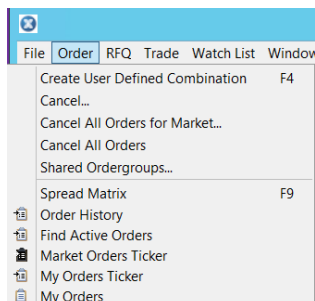 File Order RFQ Trade Watch List Window
Create User Defined Combination F4
Cancel...
Cancel All Orders for Market...
Cancel All Orders
Shared Ordergroups...
Spread Matrix F9
Order History
Find Active Orders
Market Orders Ticker
My Orders Ticker
My Orders